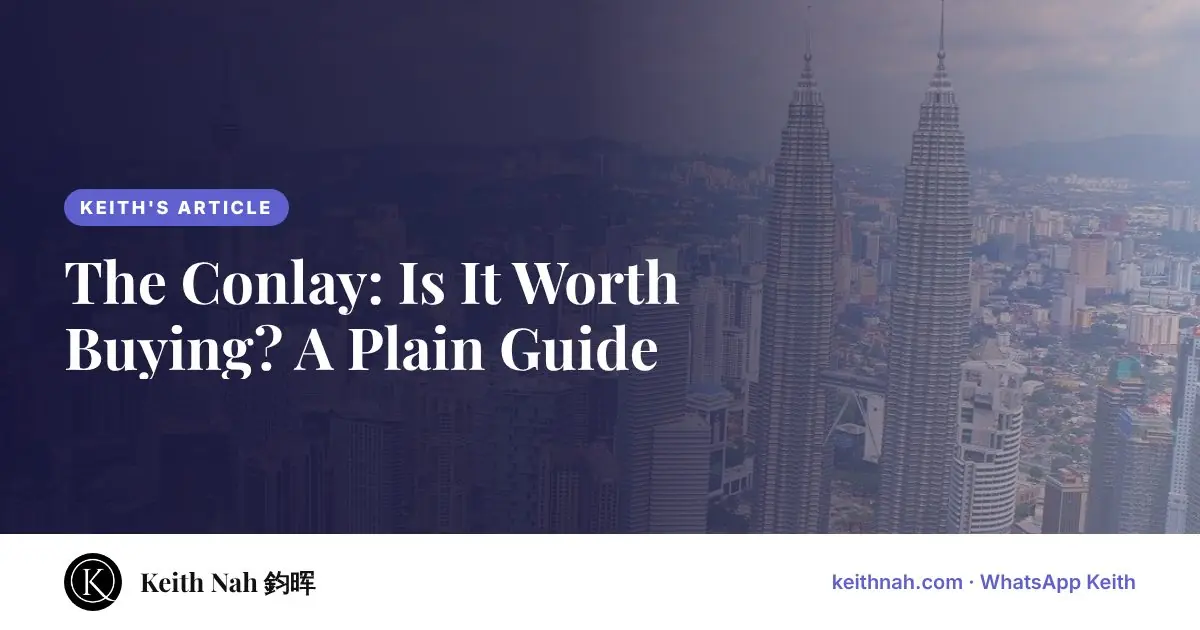 KEITH'S ARTICLE
The Conlay: Is It Worth
Buying? A Plain Guide
K
Keith Nah 鈞晖
keithnah.com · WhatsApp Keith